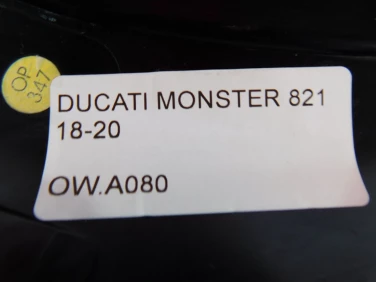 OP
347
DUCATI MONSTER 821
18-20
OW.A080